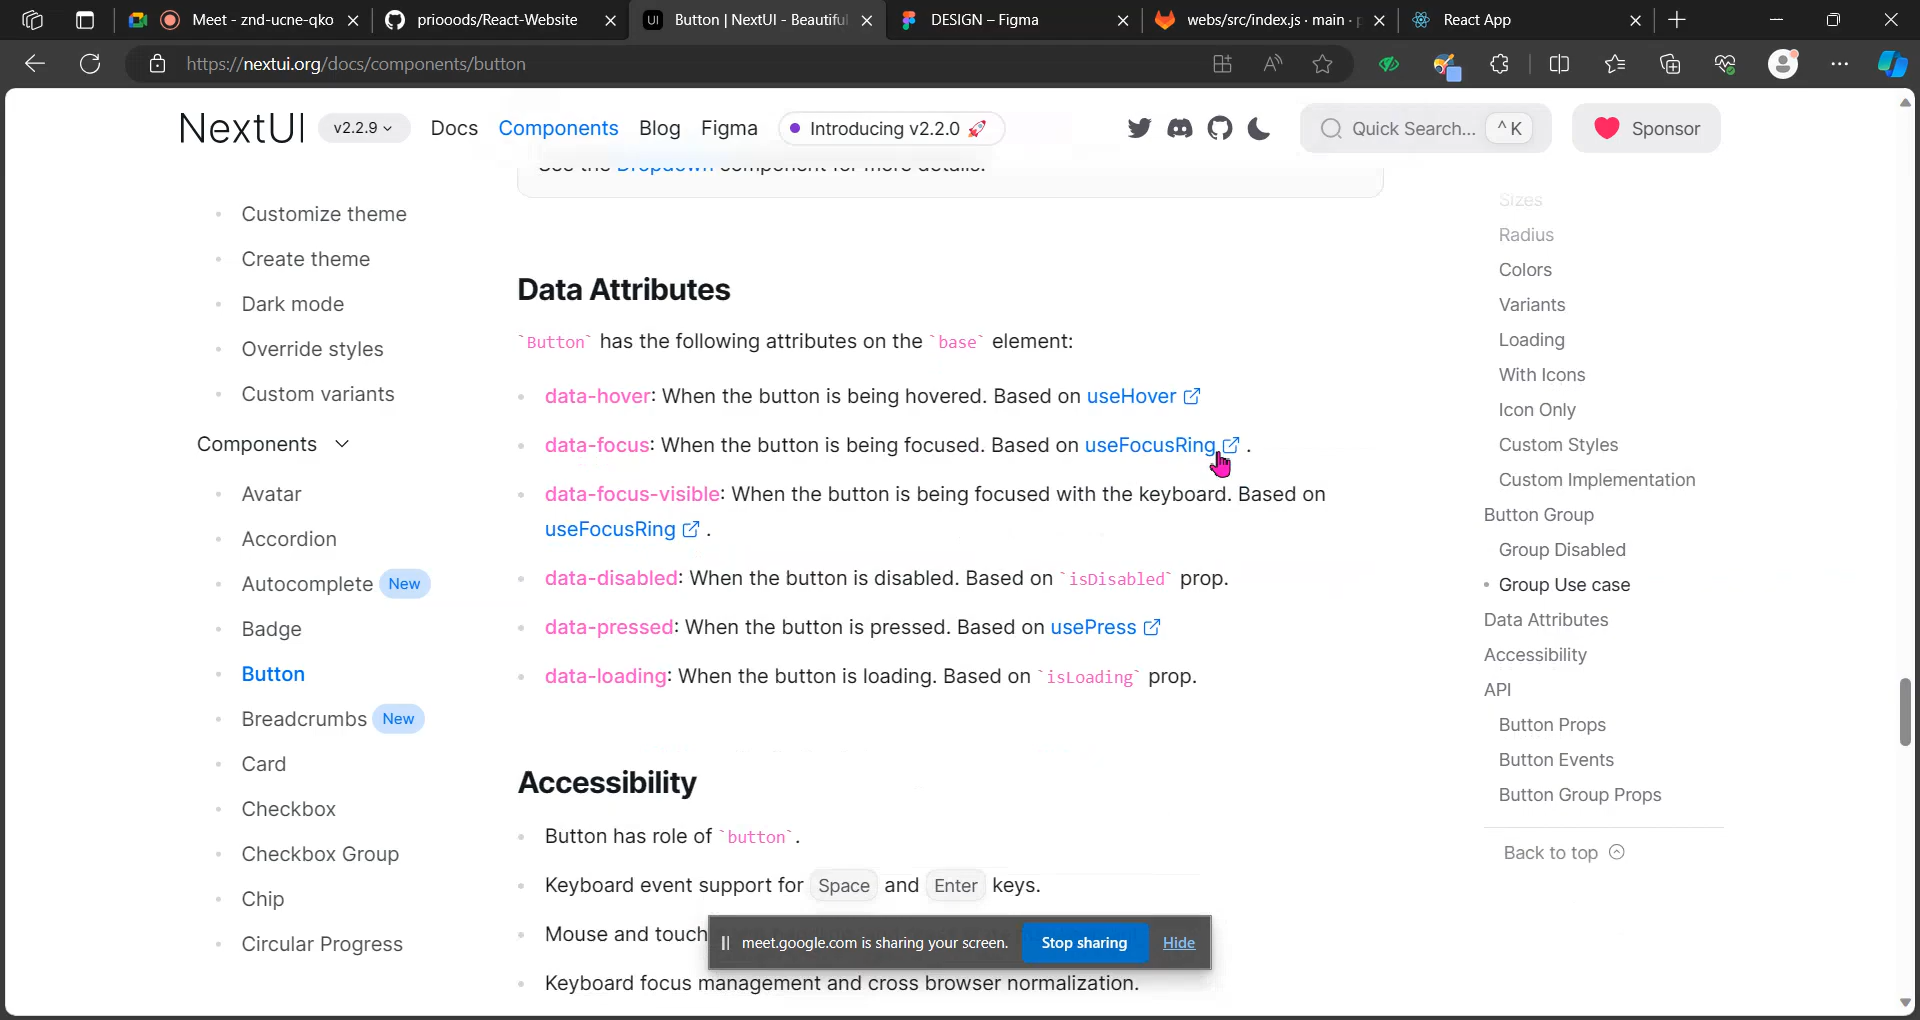 Meet - znd-ucne-qko
priooods/React-Website
Button | NextUI - Beautiful
DESIGN – Figma
webs/src/index.js · main ·
React App
https://nextui.org/docs/components/button
NextUI v2.2.9 Docs Components Blog Figma Introducing v2.2.0 🚀 Quick Search... ^ K Sponsor
See the Dropdown component for more details.
Customize theme
Create theme
Dark mode
Override styles
Custom variants
Components
Avatar
Accordion
Autocomplete New
Badge
Button
Breadcrumbs New
Card
Checkbox
Checkbox Group
Chip
Circular Progress
Data Attributes
`Button` has the following attributes on the `base` element:
data-hover: When the button is being hovered. Based on useHover
data-focus: When the button is being focused. Based on useFocusRing .
data-focus-visible: When the button is being focused with the keyboard. Based on
useFocusRing .
data-disabled: When the button is disabled. Based on `isDisabled` prop.
data-pressed: When the button is pressed. Based on usePress
data-loading: When the button is loading. Based on `isLoading` prop.
Accessibility
Button has role of `button`.
Keyboard event support for Space and Enter keys.
Mouse and touch
Keyboard focus management and cross browser normalization.
meet.google.com is sharing your screen. Stop sharing Hide
Sizes
Radius
Colors
Variants
Loading
With Icons
Icon Only
Custom Styles
Custom Implementation
Button Group
Group Disabled
Group Use case
Data Attributes
Accessibility
API
Button Props
Button Events
Button Group Props
Back to top